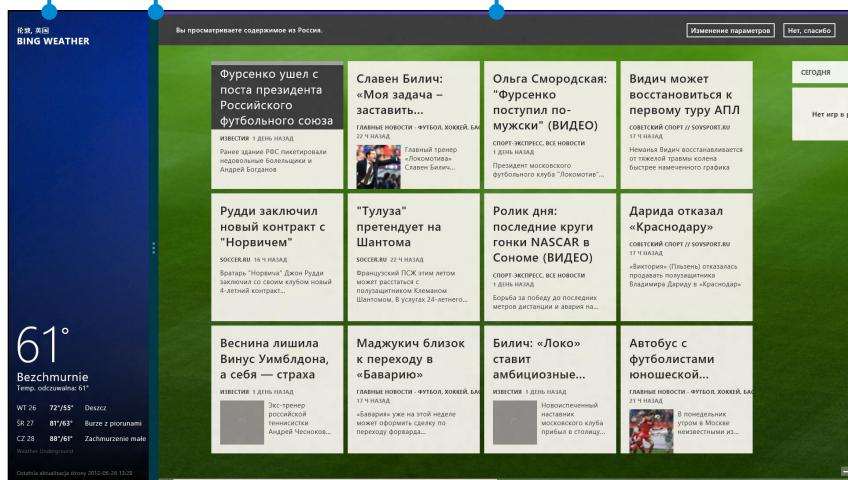 伦敦, 英国
BING WEATHER
61°
Bezchmurnie
Temp. odczuwalna: 61°
WT 26 72°/55° Deszcz
ŚR 27 81°/63° Burze z piorunami
CZ 28 88°/61° Zachmurzenie małe
Weather Underground
Ostatnia aktualizacja strony 2012-06-26 13:28
Вы просматриваете содержимое из Россия.
Изменение параметров
Нет, спасибо
Фурсенко ушел с
поста президента
Российского
футбольного союза
ИЗВЕСТИЯ 1 ДЕНЬ НАЗАД
Ранее здание РФС пикетировали
недовольные болельщики и
Андрей Богданов
Славен Билич:
«Моя задача –
заставить...
ГЛАВНЫЕ НОВОСТИ - ФУТБОЛ, ХОККЕЙ, БАС
22 Ч НАЗАД
Главный тренер
«Локомотива»
Славен Билич...
Ольга Смородская:
"Фурсенко
поступил по-
мужски" (ВИДЕО)
СПОРТ-ЭКСПРЕСС. ВСЕ НОВОСТИ
1 ДЕНЬ НАЗАД
Президент московского
футбольного клуба "Локомотив"...
Видич может
восстановиться к
первому туру АПЛ
СОВЕТСКИЙ СПОРТ // SOVSPORT.RU
17 Ч НАЗАД
Неманья Видич восстанавливается
от тяжелой травмы колена
быстрее намеченного графика
Рудди заключил
новый контракт с
"Норвичем"
SOCCER.RU 16 Ч НАЗАД
Вратарь "Норвича" Джон Рудди
заключил со своим клубом новый
4-летний контракт...
"Тулуза"
претендует на
Шантома
SOCCER.RU 22 Ч НАЗАД
Французский ПСЖ этим летом
может расстаться с
полузащитником Клеманом
Шантомом. В услугах 24-летнего...
Ролик дня:
последние круги
гонки NASCAR в
Сономе (ВИДЕО)
СПОРТ-ЭКСПРЕСС. ВСЕ НОВОСТИ
1 ДЕНЬ НАЗАД
Борьба за победу до последних
метров дистанции и авария на...
Дарида отказал
«Краснодару»
СОВЕТСКИЙ СПОРТ // SOVSPORT.RU
17 Ч НАЗАД
«Виктория» (Пльзень) отказалась
продавать полузащитника
Владимира Дариду в «Краснодар»
Веснина лишила
Винус Уимблдона,
а себя — страха
ИЗВЕСТИЯ 1 ДЕНЬ НАЗАД
Экс-тренер
российской
теннисистки
Андрей Чесноков...
Маджукич близок
к переходу в
«Баварию»
ГЛАВНЫЕ НОВОСТИ - ФУТБОЛ, ХОККЕЙ, БАС
17 Ч НАЗАД
«Бавария» уже на этой неделе
может оформить сделку по
переходу форварда...
Билич: «Локо»
ставит
амбициозные...
ИЗВЕСТИЯ 1 ДЕНЬ НАЗАД
Новоиспеченный
наставник
московского клуба
прибыл в столицу...
Автобус с
футболистами
юношеской...
ГЛАВНЫЕ НОВОСТИ - ФУТБОЛ, ХОККЕЙ, БАС
21 Ч НАЗАД
В понедельник
утром в Москве
неизвестными из...
СЕГОДНЯ
Нет игр в р